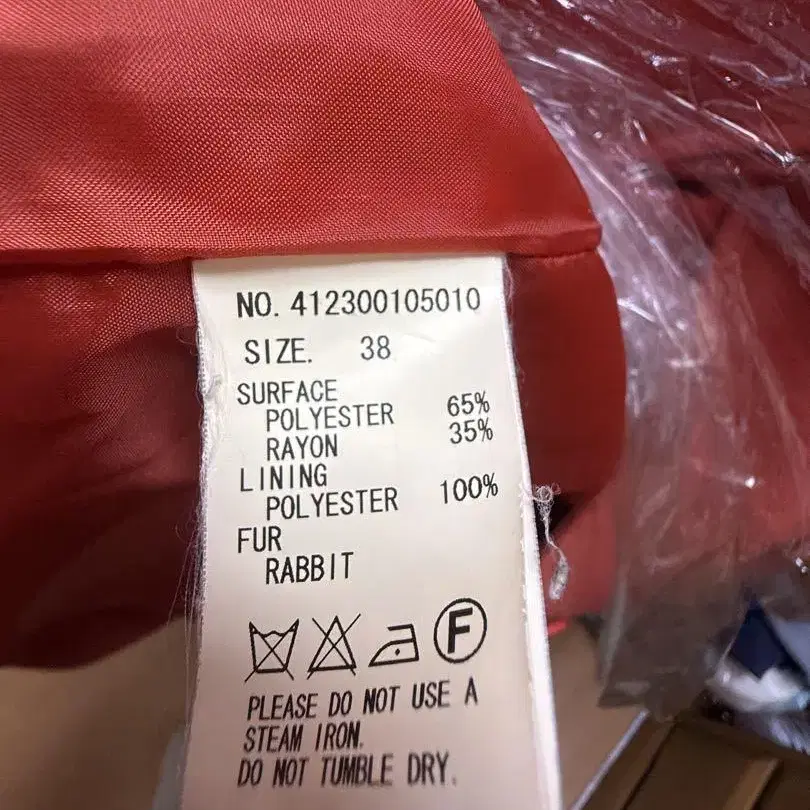 NO. 412300105010
SIZE. 38
SURFACE
POLYESTER 65%
RAYON 35%
LINING
POLYESTER 100%
FUR
RABBIT
F
PLEASE DO NOT USE A
STEAM IRON.
DO NOT TUMBLE DRY.